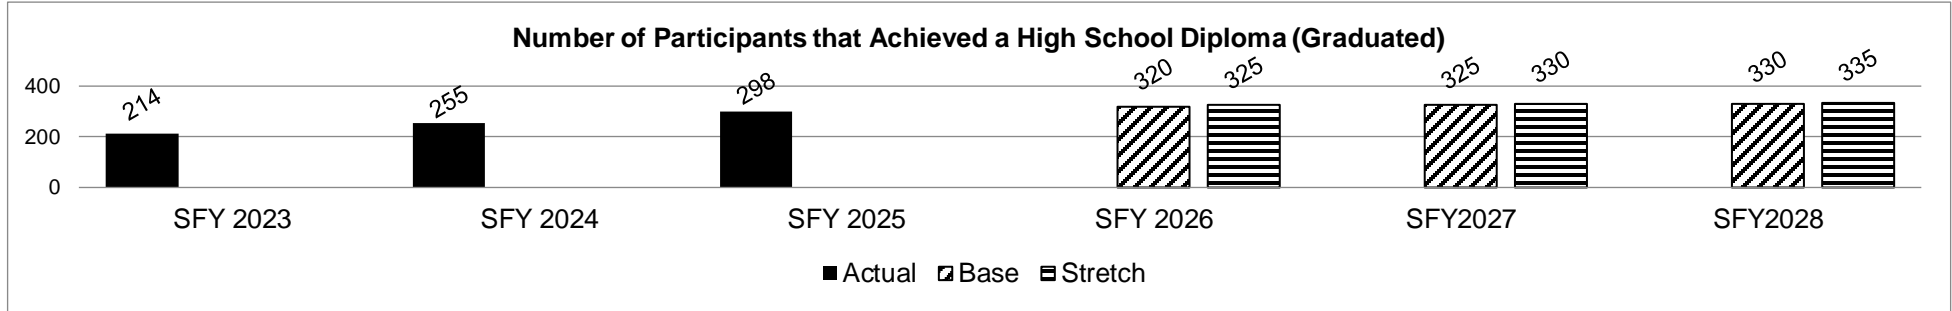 Number of Participants that Achieved a High School Diploma (Graduated)
400
200
0
214
255
298
320
325
325
330
330
335
SFY 2023
SFY 2024
SFY 2025
SFY 2026
SFY2027
SFY2028
Actual
Base
Stretch